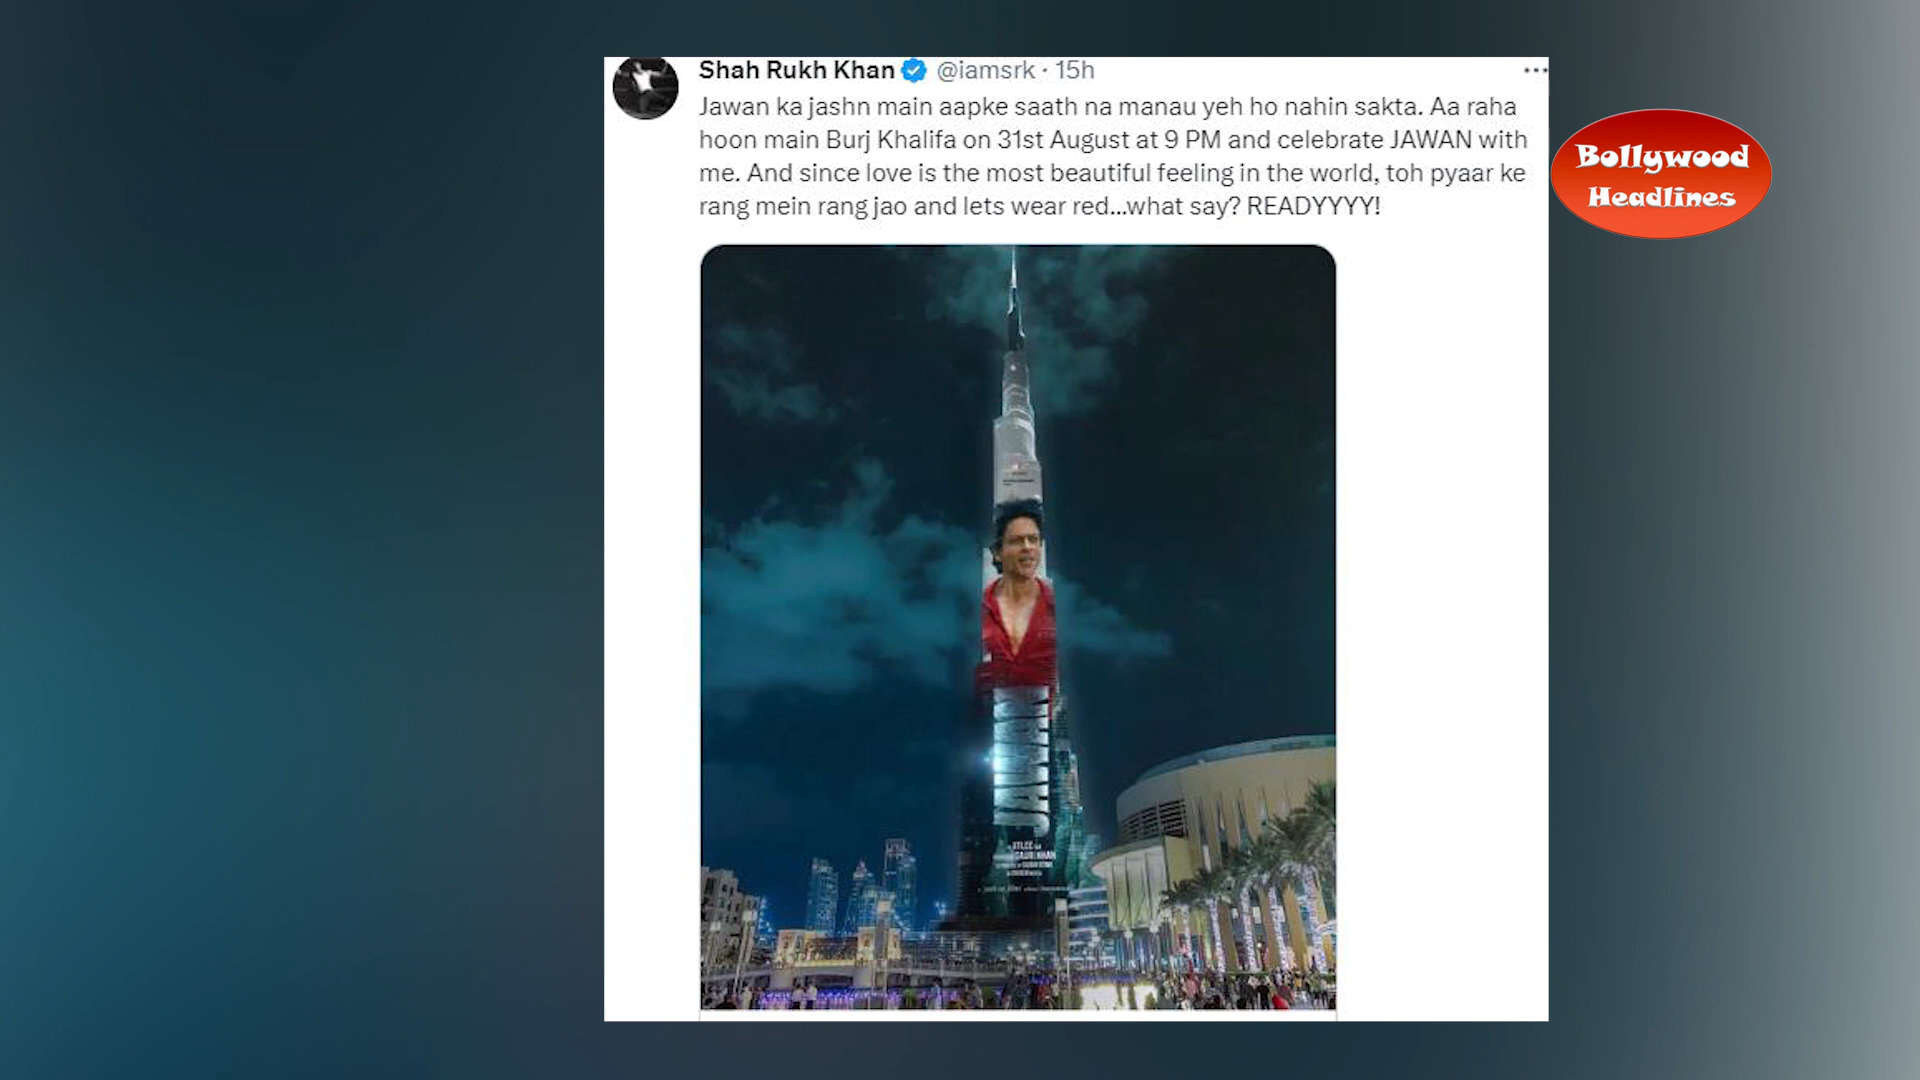 Shah Rukh Khan @iamsrk · 15h
Jawan ka jashn main aapke saath na manau yeh ho nahin sakta. Aa raha
hoon main Burj Khalifa on 31st August at 9 PM and celebrate JAWAN with
me. And since love is the most beautiful feeling in the world, toh pyaar ke
rang mein rang jao and lets wear red...what say? READYYYY!
Bollywood
Headlines
JAWAN
ATLEE
GAURI KHAN